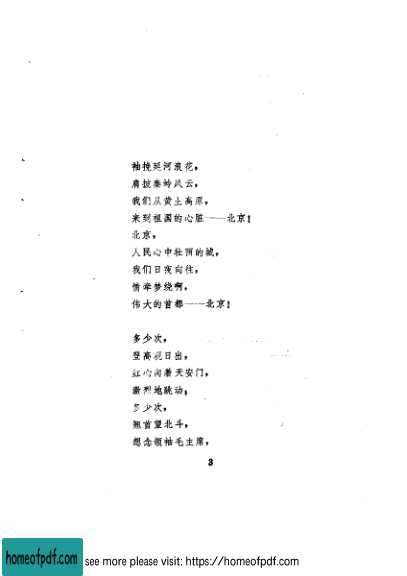 袖挽延河浪花，
肩披秦岭风云，
我们从黄土高原，
来到祖国的心脏——北京！
北京，
人民心中壮丽的城，
我们日夜向往，
情牵梦绕啊，
伟大的首都——北京！
多少次，
登高观日出，
红心向着天安门，
激烈地跳动；
多少次，
翘首望北斗，
想念领袖毛主席，
3
homeofpdf.com
see more please visit: https://homeofpdf.com